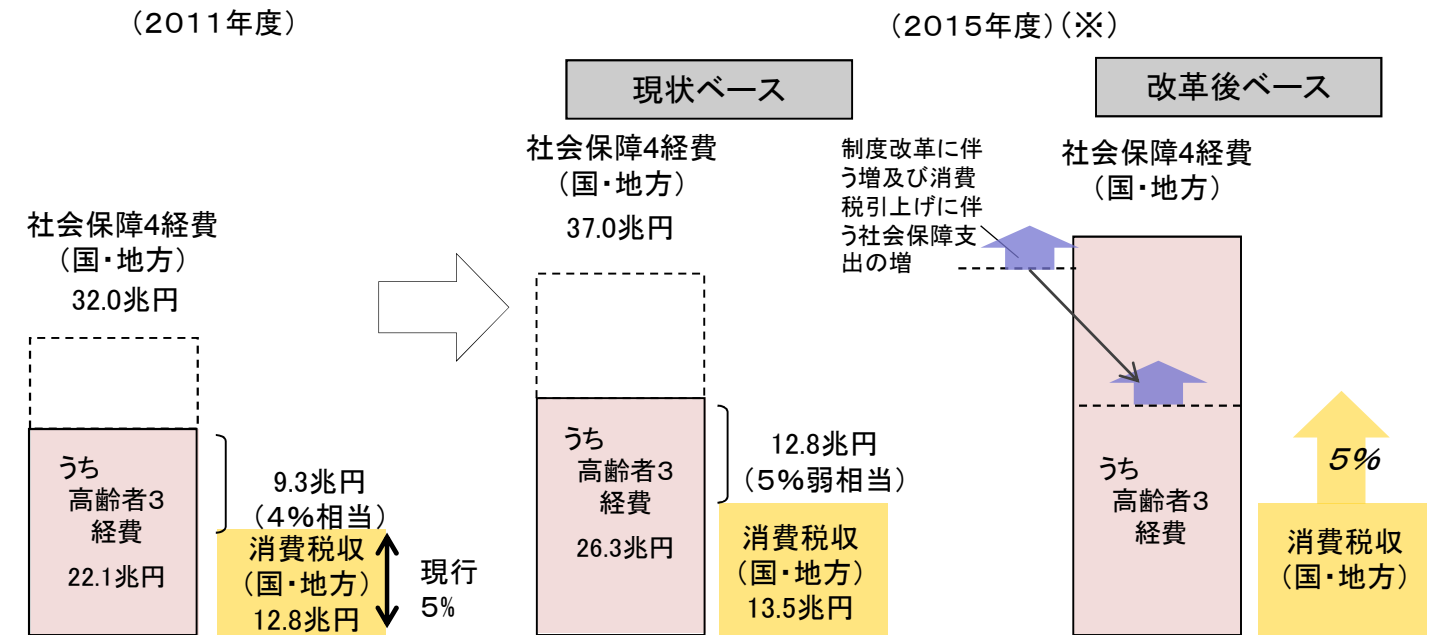 (2011年度)
社会保障4経費
(国・地方)
32.0兆円
うち
高齢者3
経費
22.1兆円
9.3兆円
(4%相当)
消費税収
(国・地方)
12.8兆円
現行
5%
(2015年度)(※)
現状ベース
社会保障4経費
(国・地方)
37.0兆円
うち
高齢者3
経費
26.3兆円
12.8兆円
(5%弱相当)
消費税収
(国・地方)
13.5兆円
改革後ベース
制度改革に伴
う増及び消費
税引上げに伴
う社会保障支
出の増
社会保障4経費
(国・地方)
うち
高齢者3
経費
5%
消費税収
(国・地方)